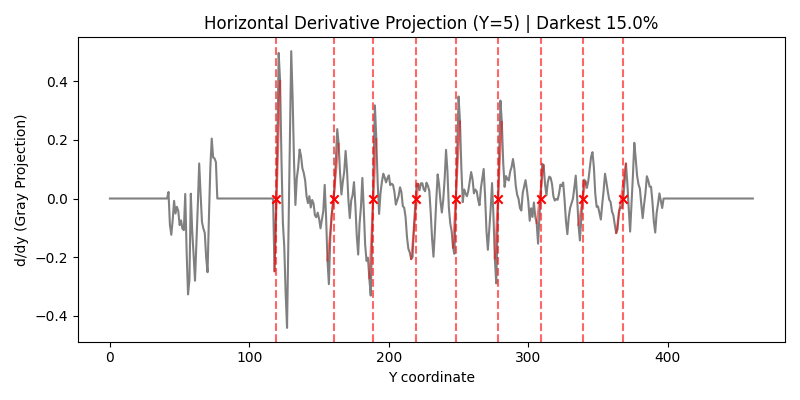 Horizontal Derivative Projection (Y=5) | Darkest 15.0%
d/dy (Gray Projection)
0.4
0.2
0.0
−0.2
−0.4
0 100 200 300 400
Y coordinate